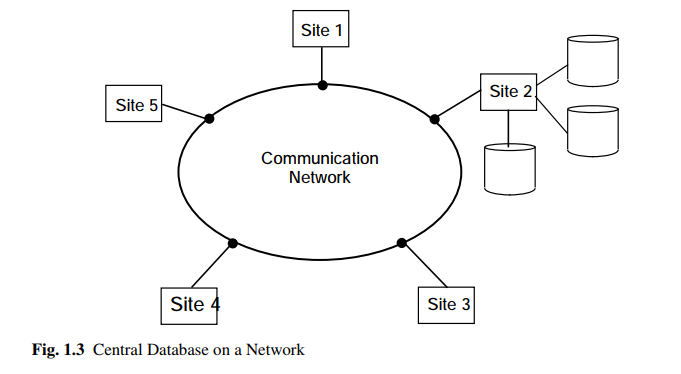 Site 1
Site 5
Site 2
Communication
Network
Site 4
Site 3
Fig. 1.3 Central Database on a Network